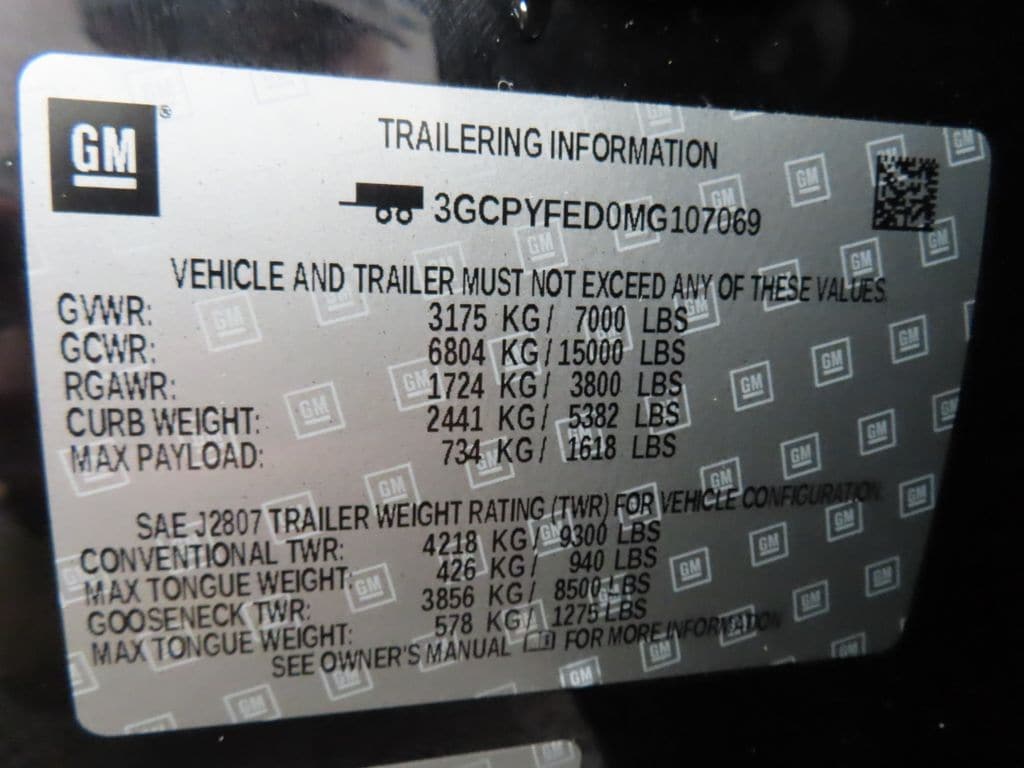 GM ®
TRAILERING INFORMATION
3GCPYFED0MG107069
VEHICLE AND TRAILER MUST NOT EXCEED ANY OF THESE VALUES.
GVWR: 3175 KG/ 7000 LBS
GCWR: 6804 KG/ 15000 LBS
RGAWR: 1724 KG/ 3800 LBS
CURB WEIGHT: 2441 KG/ 5382 LBS
MAX PAYLOAD: 734 KG/ 1618 LBS
SAE J2807 TRAILER WEIGHT RATING (TWR) FOR VEHICLE CONFIGURATION.
CONVENTIONAL TWR: 4218 KG/ 9300 LBS
MAX TONGUE WEIGHT: 426 KG/ 940 LBS
GOOSENECK TWR: 3856 KG/ 8500 LBS
MAX TONGUE WEIGHT: 578 KG/ 1275 LBS
SEE OWNER'S MANUAL FOR MORE INFORMATION